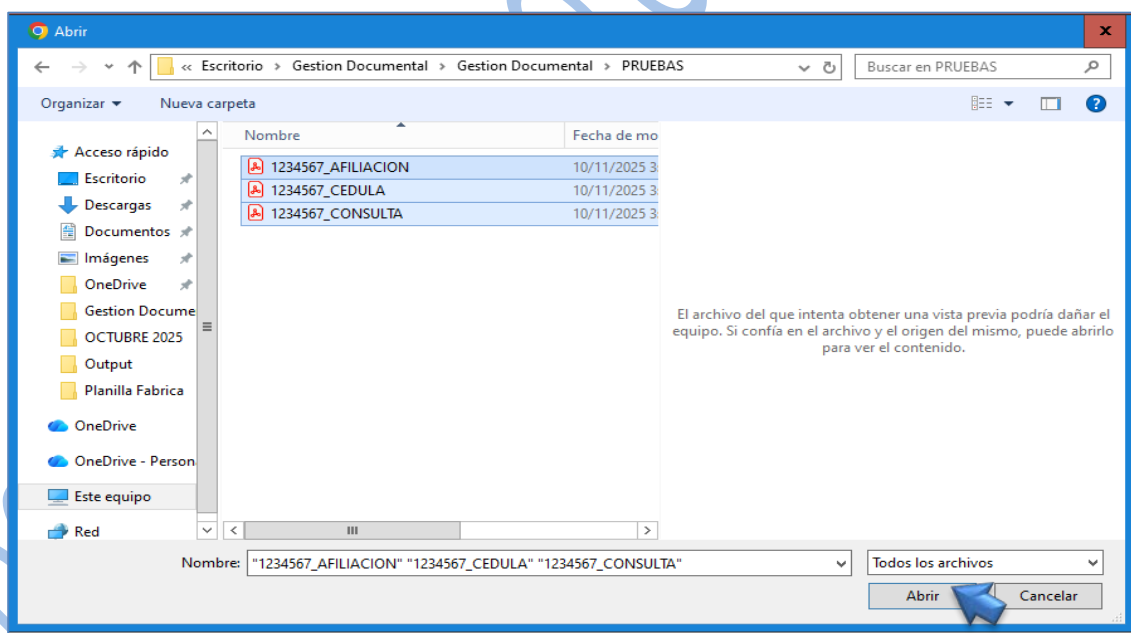 Abrir
« Escritorio > Gestion Documental > Gestion Documental > PRUEBAS
Buscar en PRUEBAS
Organizar
Nueva carpeta
Acceso rápido
Escritorio
Descargas
Documentos
Imágenes
OneDrive
Gestion Docume
OCTUBRE 2025
Output
Planilla Fabrica
OneDrive
OneDrive - Person
Este equipo
Red
Nombre Fecha de mo
1234567_AFILIACION 10/11/2025 3:
1234567_CEDULA 10/11/2025 3:
1234567_CONSULTA 10/11/2025 3:
El archivo del que intenta obtener una vista previa podría dañar el
equipo. Si confía en el archivo y el origen del mismo, puede abrirlo
para ver el contenido.
Nombre: "1234567_AFILIACION" "1234567_CEDULA" "1234567_CONSULTA"
Todos los archivos
Abrir
Cancelar